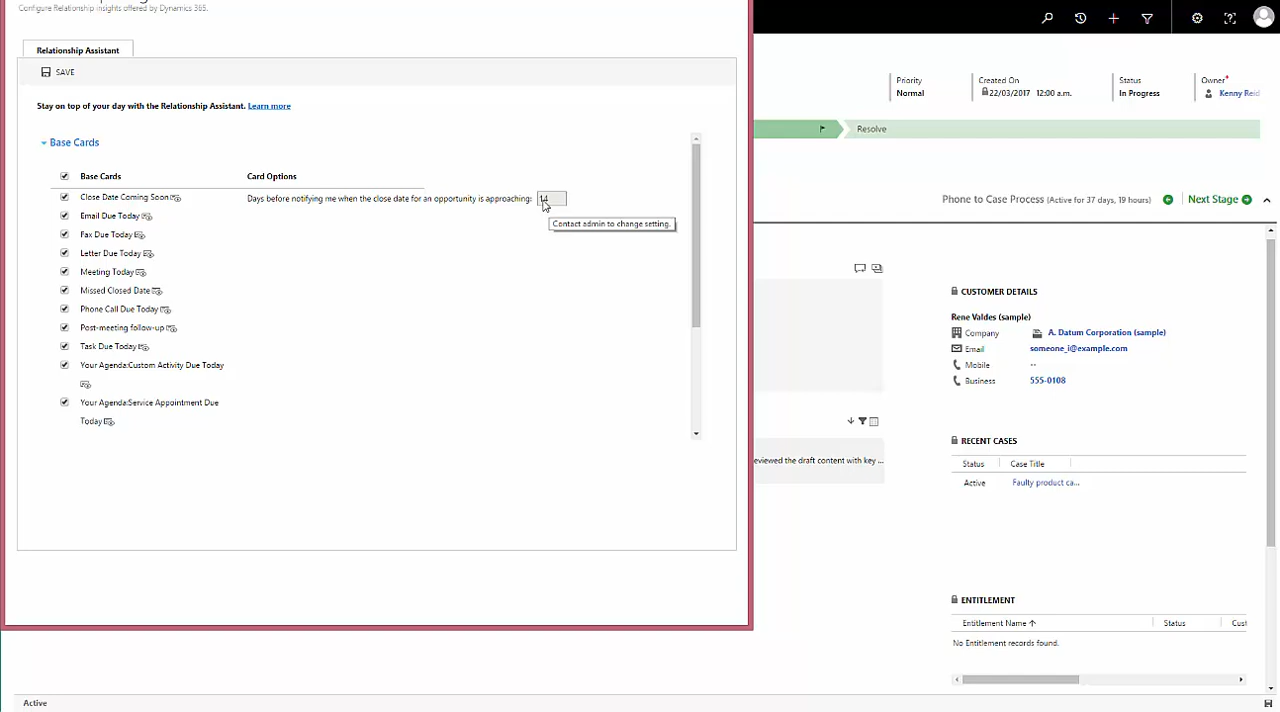 Configure Relationship insights offered by Dynamics 365.
Relationship Assistant
SAVE
Stay on top of your day with the Relationship Assistant. Learn more
Base Cards
Base Cards
Card Options
Close Date Coming Soon
Days before notifying me when the close date for an opportunity is approaching: 14
Contact admin to change setting.
Email Due Today
Fax Due Today
Letter Due Today
Meeting Today
Missed Closed Date
Phone Call Due Today
Post-meeting follow-up
Task Due Today
Your Agenda:Custom Activity Due Today
Your Agenda:Service Appointment Due
Today
Priority
Normal
Created On
22/03/2017 12:00 a.m.
Status
In Progress
Owner*
Kenny Reid
Resolve
Phone to Case Process (Active for 37 days, 19 hours)
Next Stage
eviewed the draft content with key ...
CUSTOMER DETAILS
Rene Valdes (sample)
Company
A. Datum Corporation (sample)
Email
someone_i@example.com
Mobile
--
Business
555-0108
RECENT CASES
Status
Case Title
Active
Faulty product ca...
ENTITLEMENT
Entitlement Name
Status
Cust
No Entitlement records found.
Active